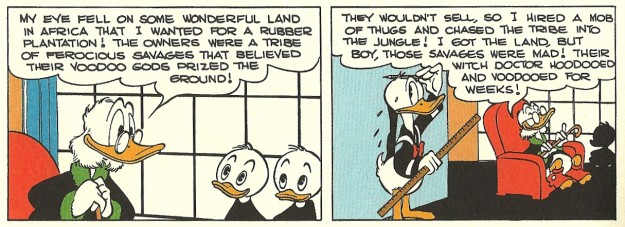 MY EYE FELL ON SOME WONDERFUL LAND
IN AFRICA THAT I WANTED FOR A RUBBER
PLANTATION! THE OWNERS WERE A TRIBE
OF FEROCIOUS SAVAGES THAT BELIEVED
THEIR VOODOO GODS PRIZED THE
GROUND!
THEY WOULDN'T SELL, SO I HIRED A MOB
OF THUGS AND CHASED THE TRIBE INTO
THE JUNGLE! I GOT THE LAND, BUT
BOY, THOSE SAVAGES WERE MAD! THEIR
WITCH DOCTOR HOODOOED
AND VOODOOED FOR
WEEKS!